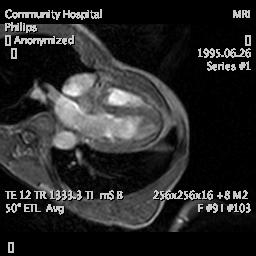 Community Hospital MRI
Philips
[] Anonymized []
[] 1995.06.26
Series #1
TE 12 TR 1333.3 TI mS B 256x256x16 +8 M2
50° ETL Avg F #9 I #103
[]